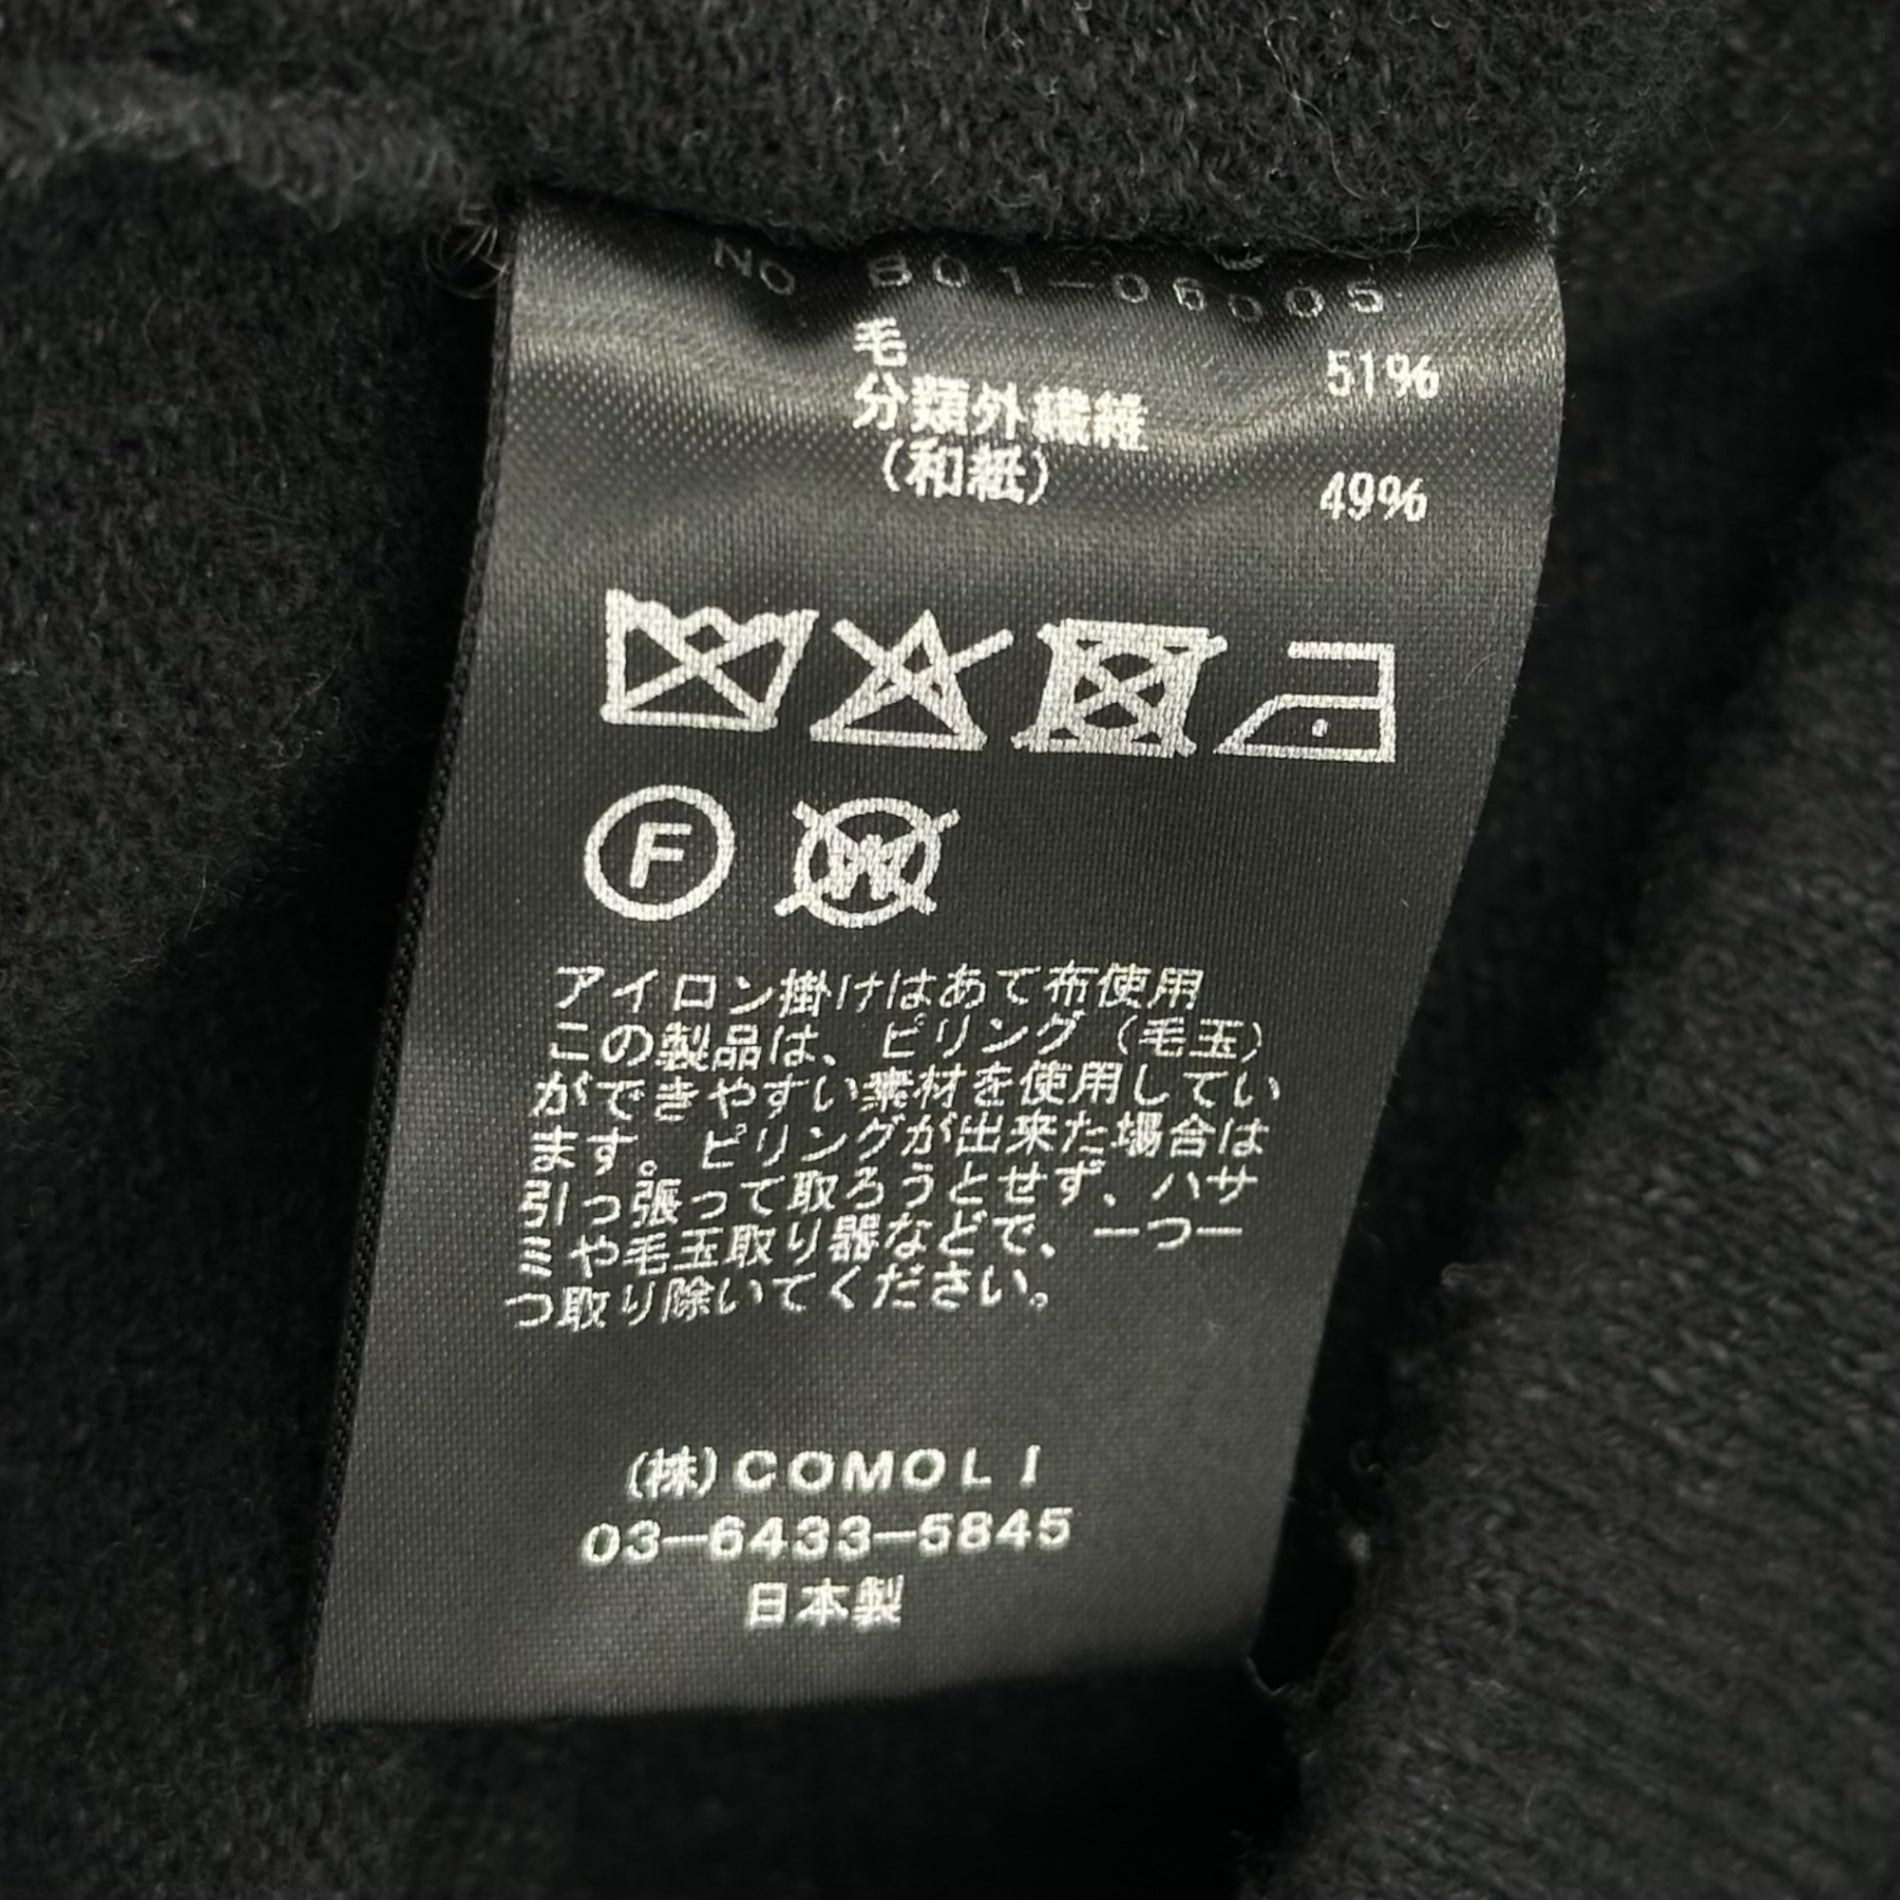 NO B01-06005
毛 51%
分類外繊維
(和紙) 49%
F W
アイロン掛けはあて布使用
この製品は、ピリング(毛玉)
ができやすい素材を使用してい
ます。ピリングが出来た場合は
引っ張って取ろうとせず、ハサ
ミや毛玉取り器などで、一つ一
つ取り除いてください。
(株)COMOLI
03-6433-5845
日本製